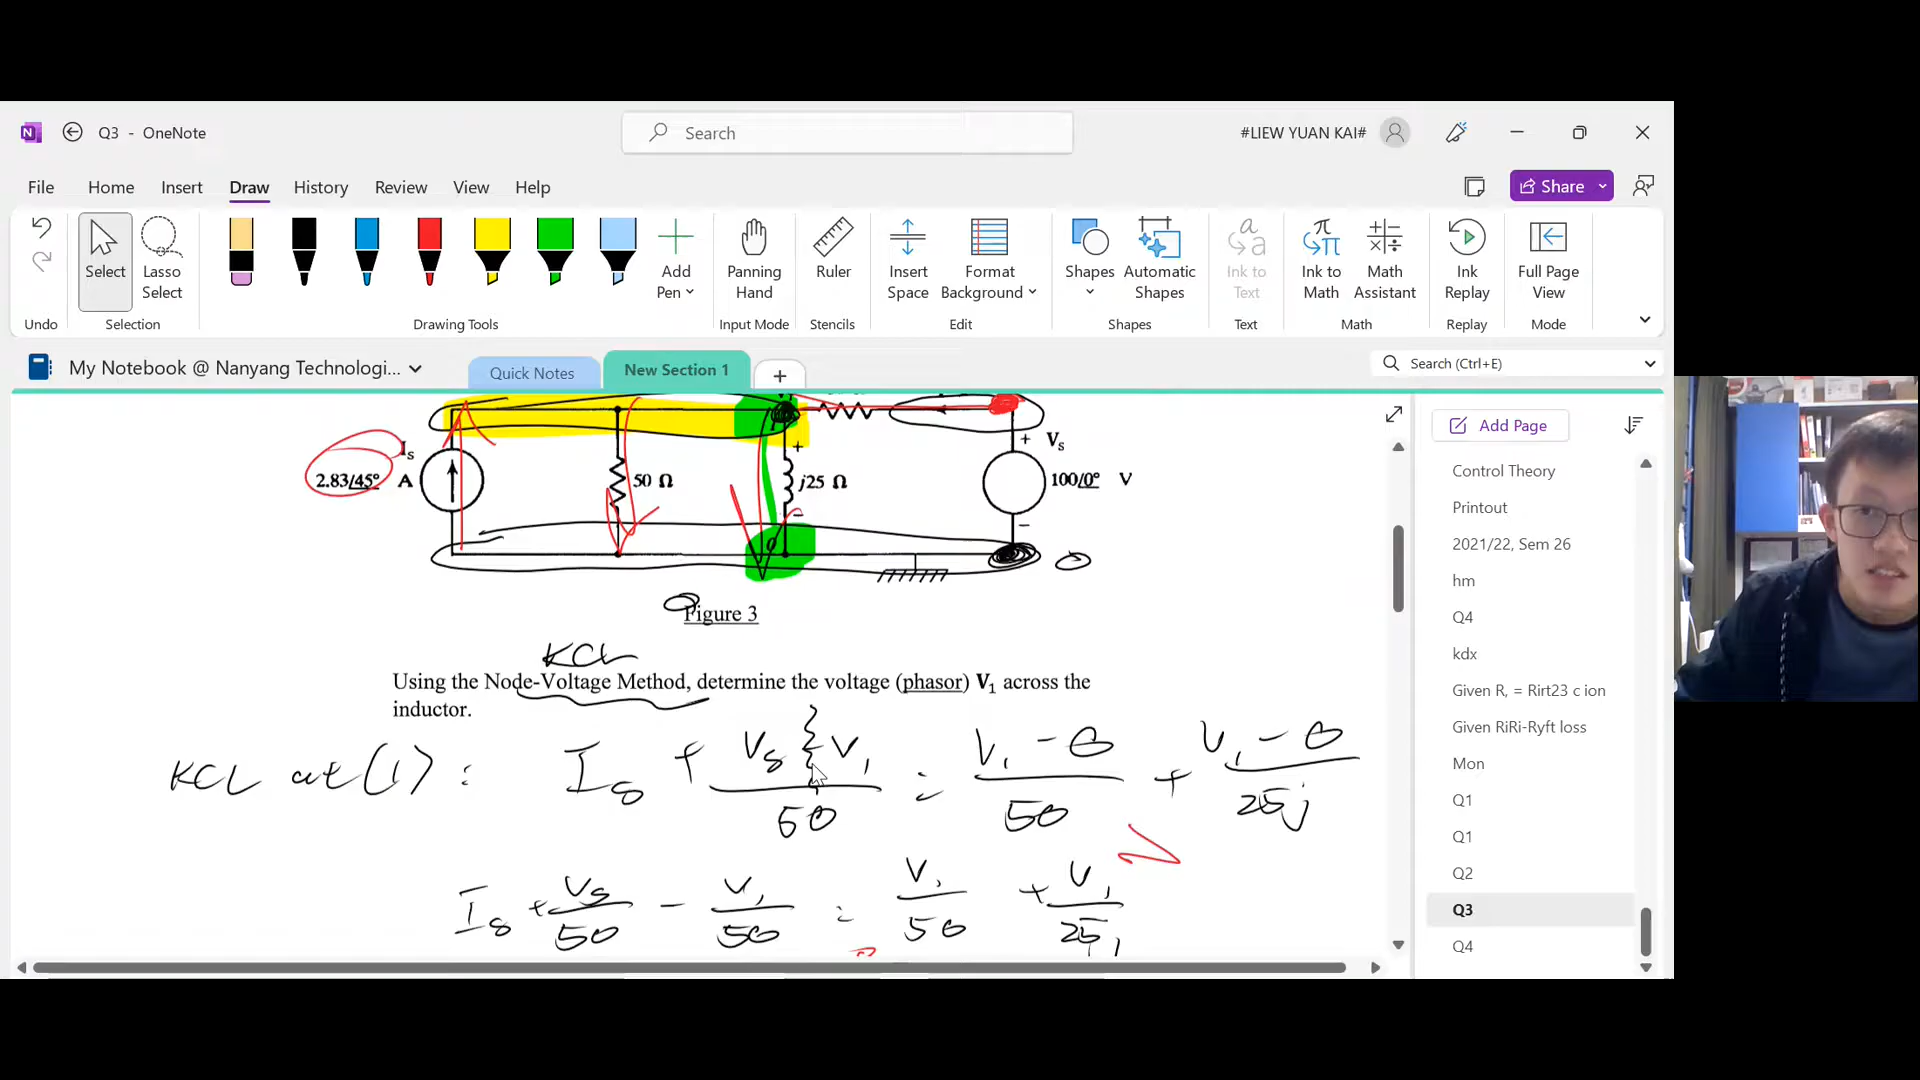 Q3 - OneNote
Search
#LIEW YUAN KAI#
File Home Insert Draw History Review View Help
Share
Undo
Select
Lasso Select
Selection
Drawing Tools
Add Pen
Panning Hand
Input Mode
Ruler
Stencils
Insert Space
Format Background
Edit
Shapes
Automatic Shapes
Shapes
Ink to Text
Text
Ink to Math
Math Assistant
Math
Ink Replay
Replay
Full Page View
Mode
My Notebook @ Nanyang Technologi...
Quick Notes
New Section 1
+
Search (Ctrl+E)
Add Page
Control Theory
Printout
2021/22, Sem 26
hm
Q4
kdx
Given R, = Rirt23 c ion
Given RiRi-Ryft loss
Mon
Q1
Q1
Q2
Q3
Q4
Is
2.83/45° A
50 Ω
+
j25 Ω
-
0
+ Vs
100/0° V
-
0
Figure 3
KCL
Using the Node-Voltage Method, determine the voltage (phasor) V1 across the
inductor.
KCL at (1) : Is + (Vs - V1)/50 = (V1 - 0)/50 + (V1 - 0)/25j
Is + Vs/50 - V1/50 = V1/50 + V1/25j